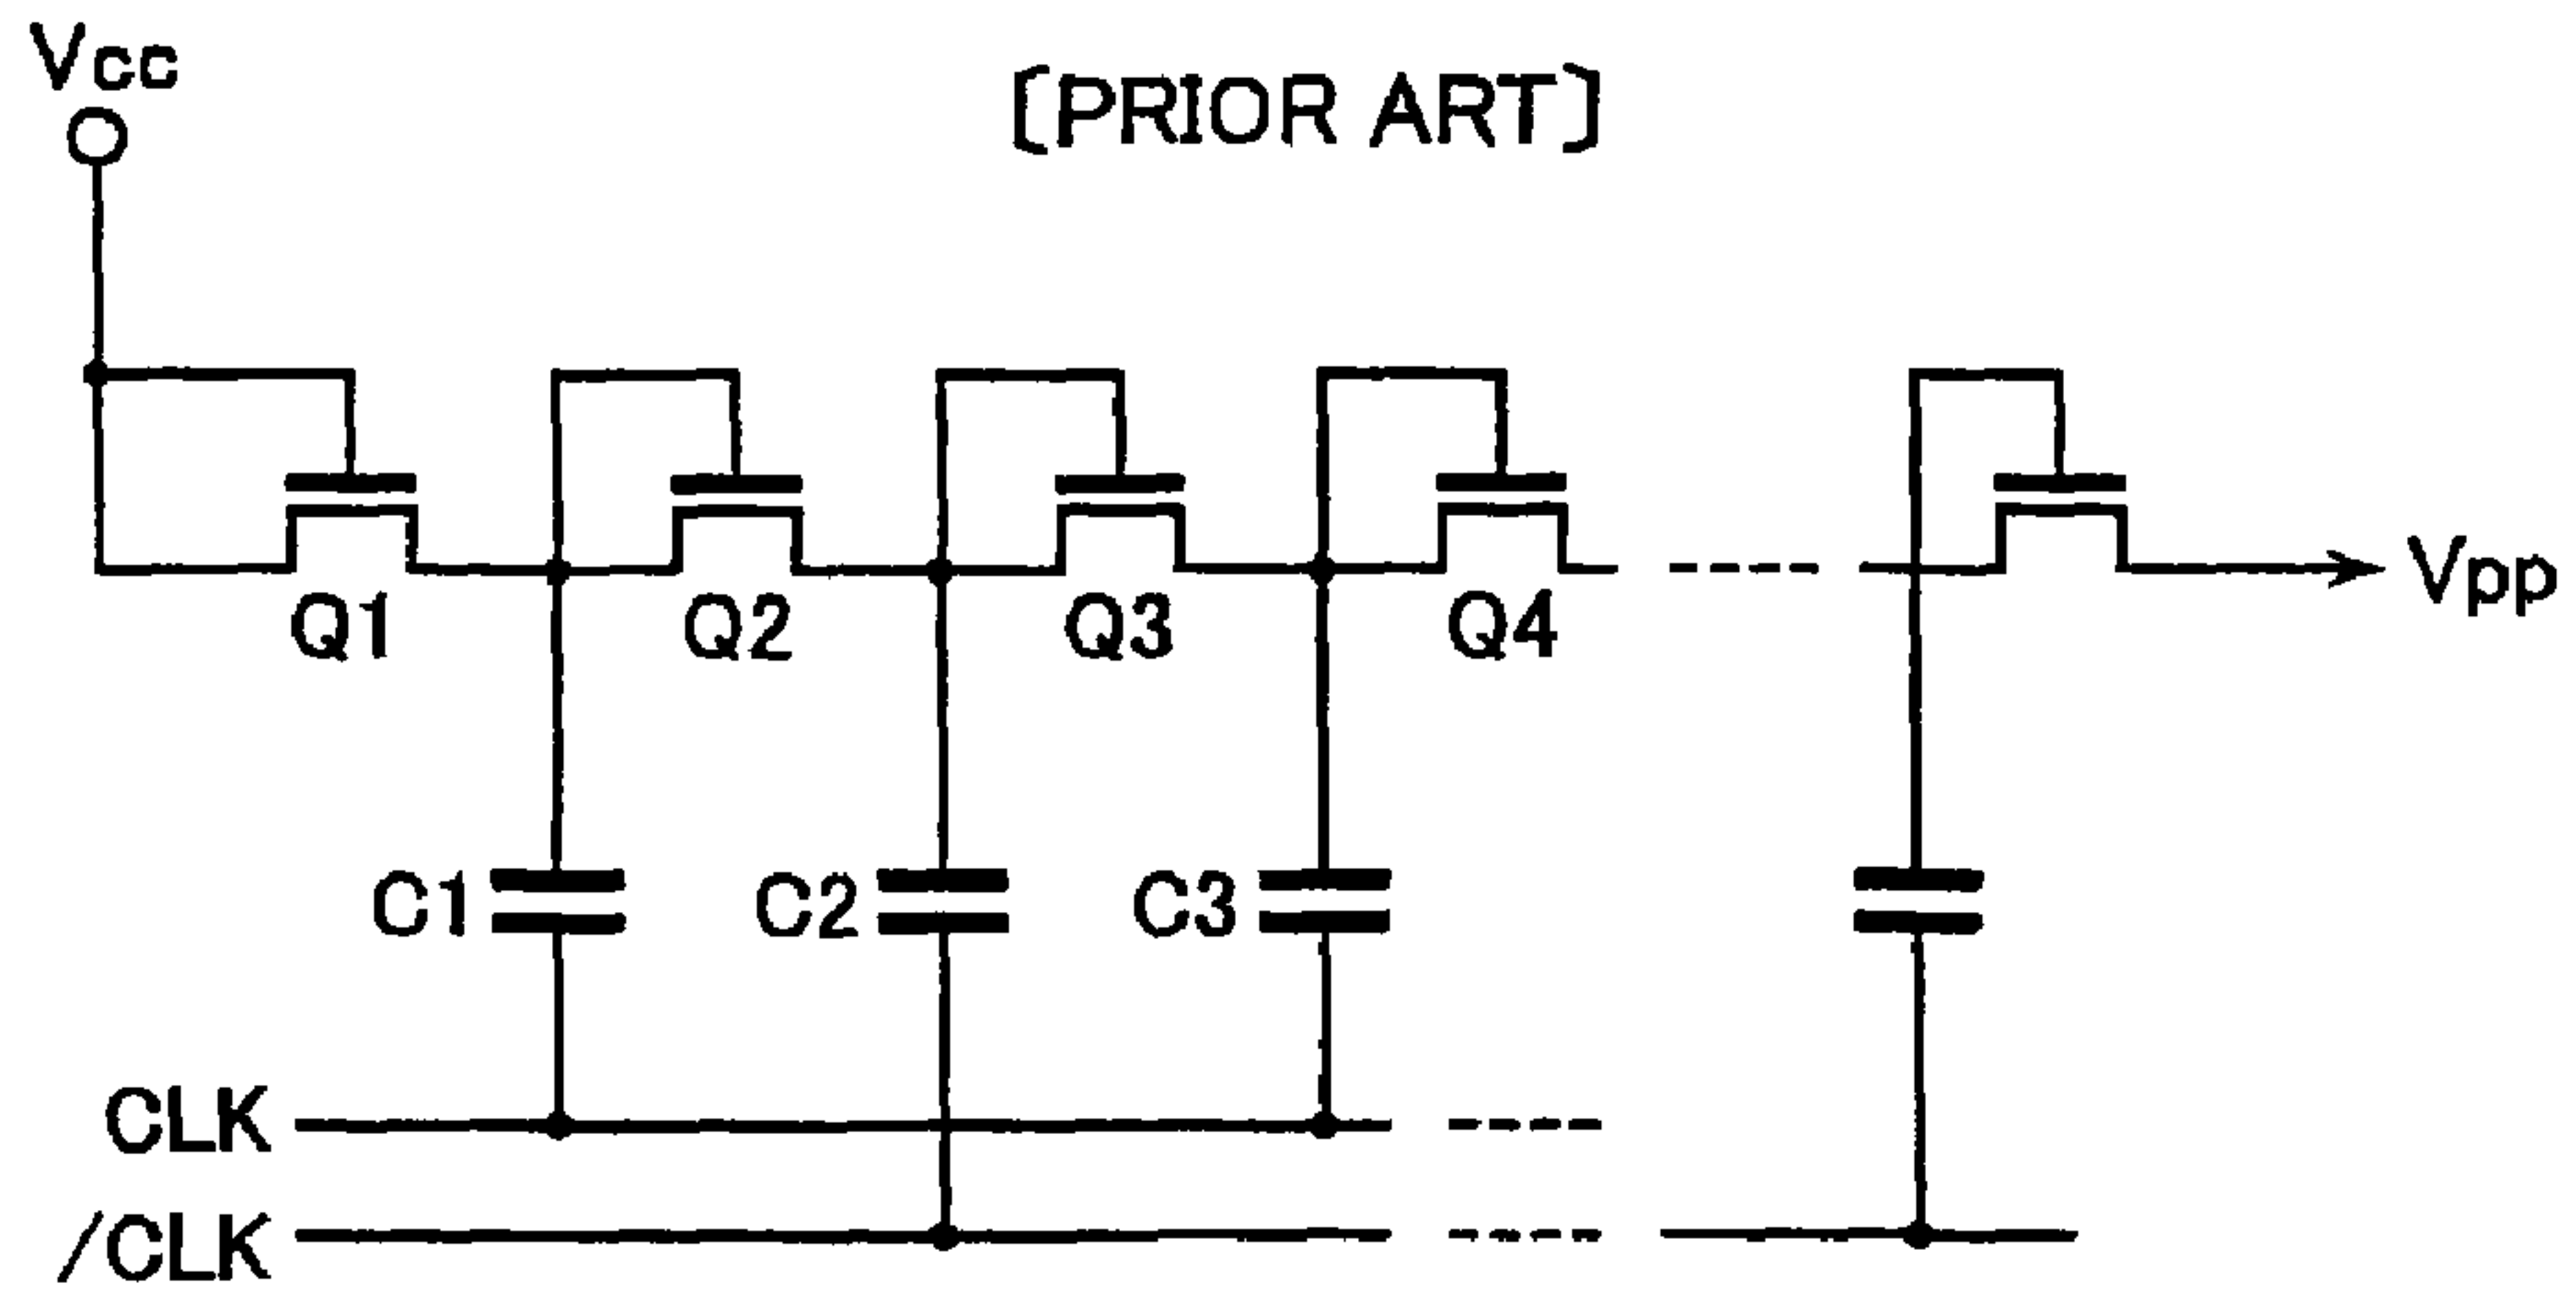 Vcc
〔PRIOR ART〕
Vpp
Q1
Q2
Q3
Q4
C1
C2
C3
CLK
/CLK